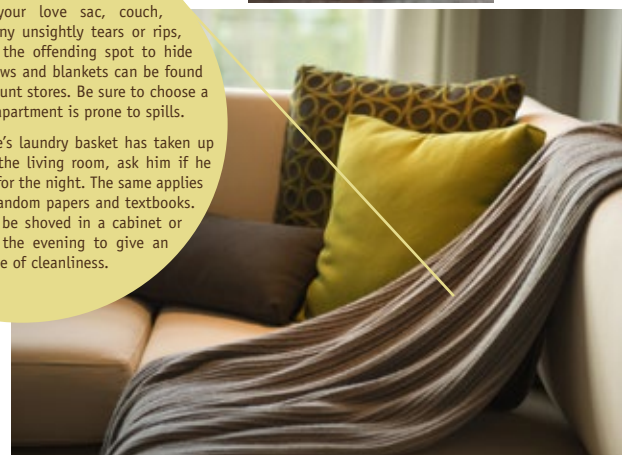 your love sac, couch,
ny unsightly tears or rips,
the offending spot to hide
ws and blankets can be found
unt stores. Be sure to choose a
apartment is prone to spills.
e's laundry basket has taken up
the living room, ask him if he
for the night. The same applies
andom papers and textbooks.
be shoved in a cabinet or
the evening to give an
e of cleanliness.